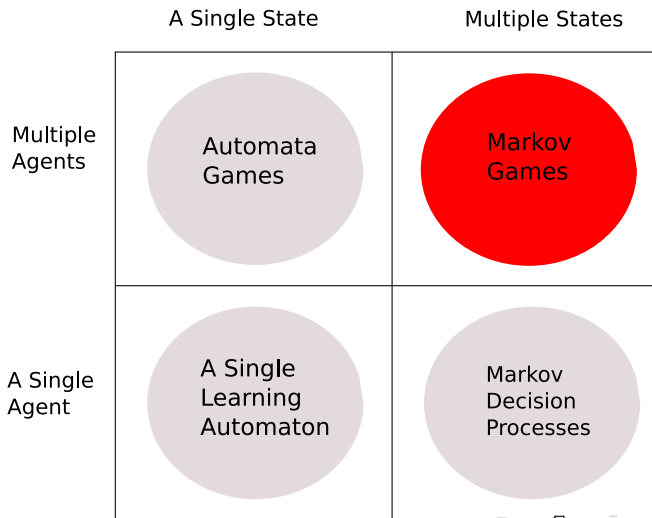 A Single State
Multiple States
Multiple
Agents
Automata
Games
Markov
Games
A Single
Agent
A Single
Learning
Automaton
Markov
Decision
Processes